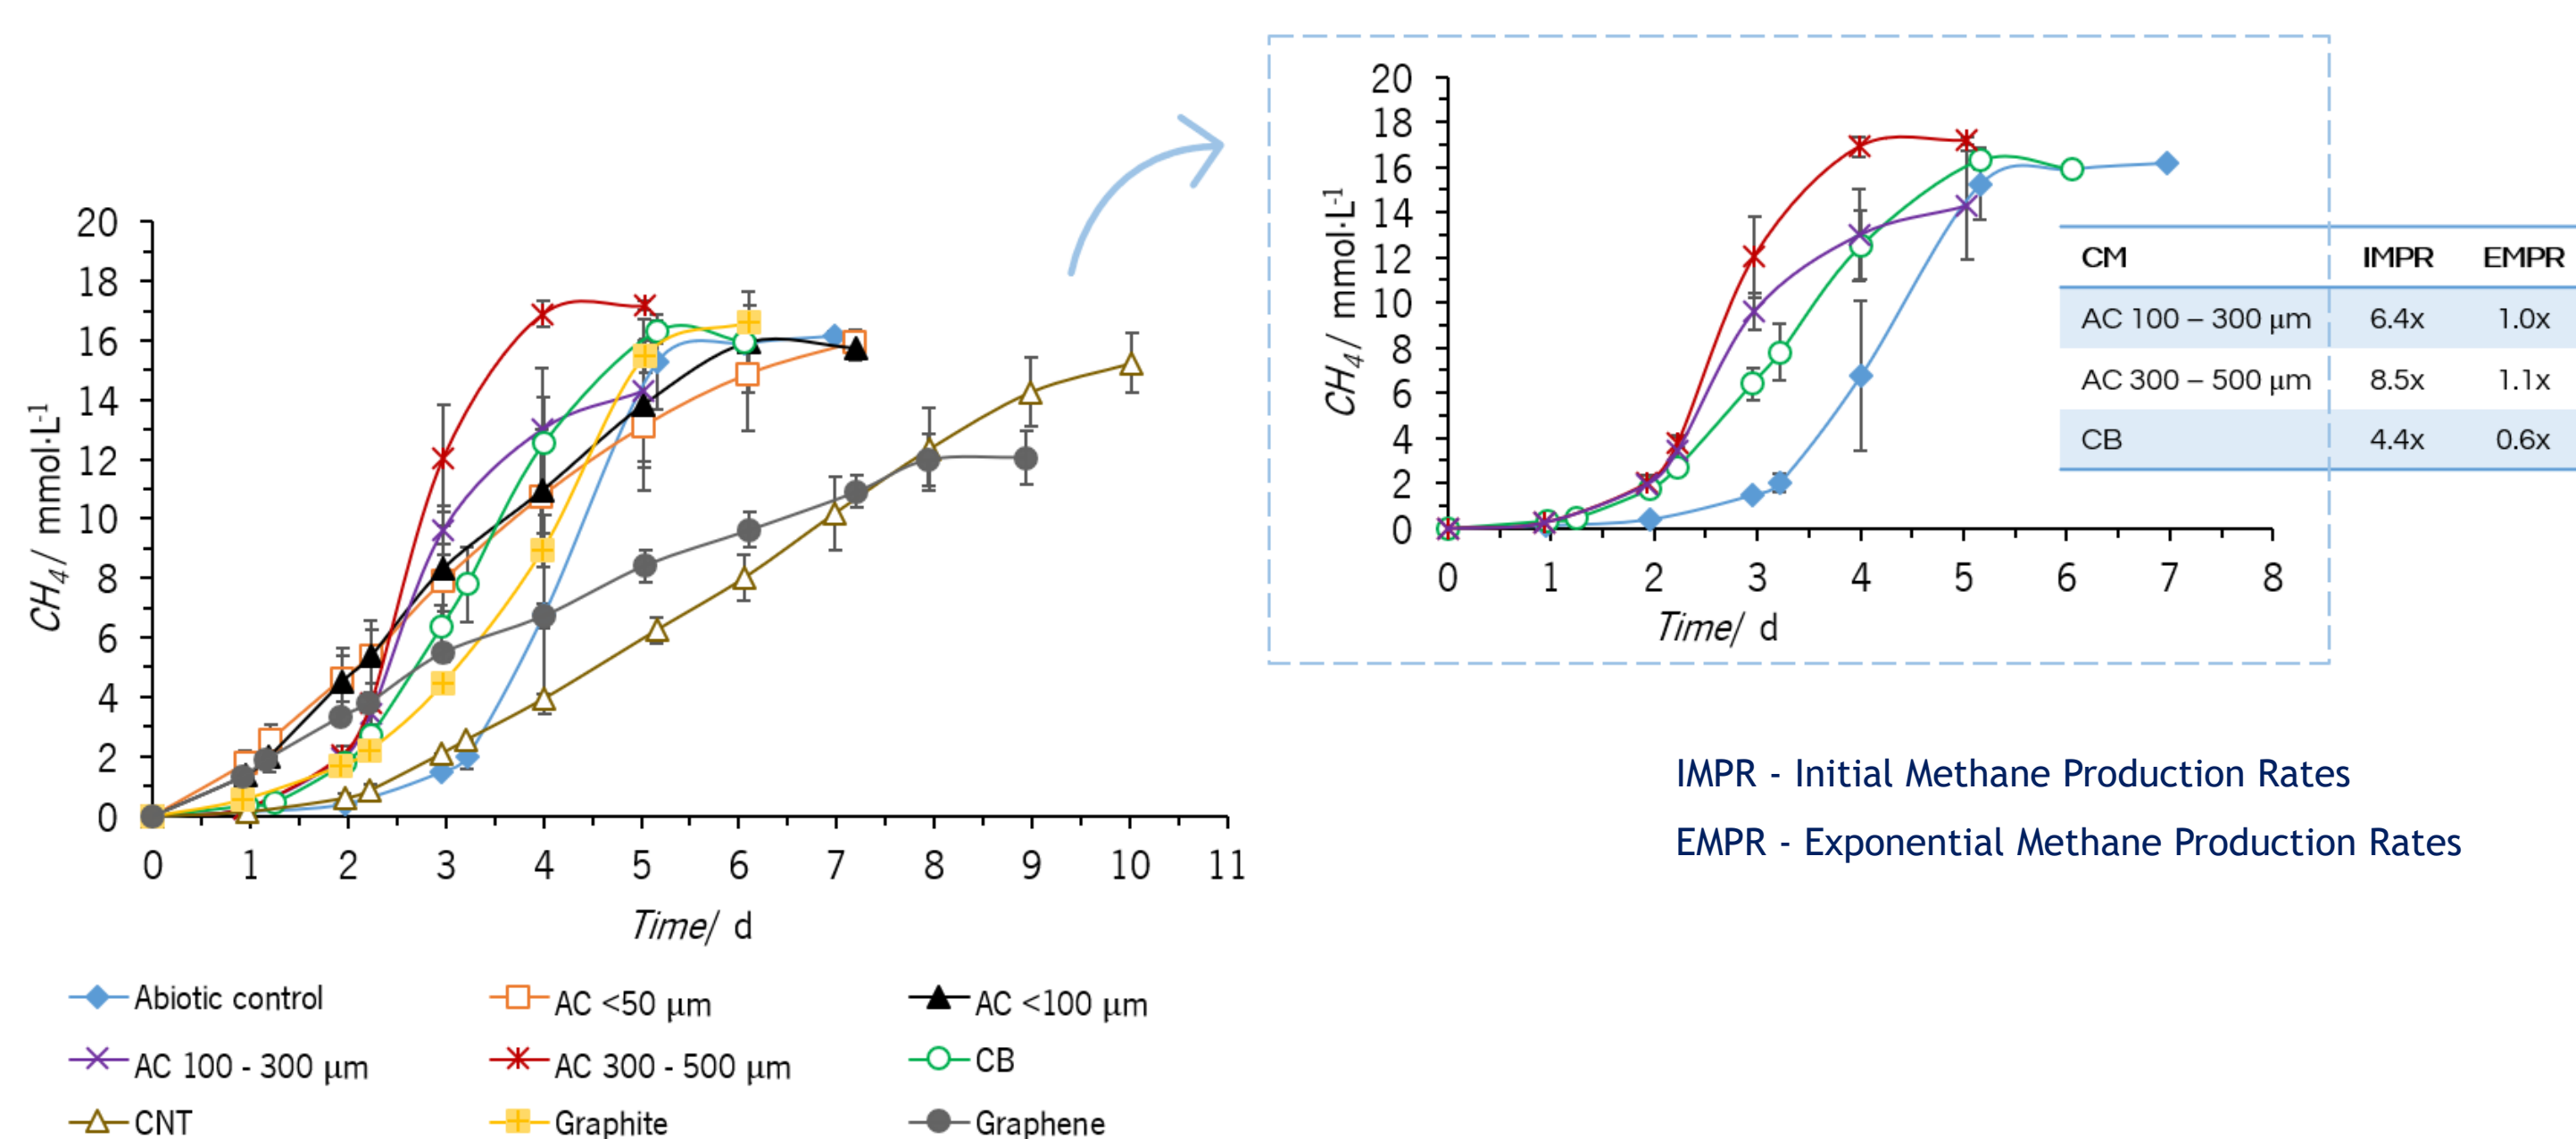 20
18
16
14
12
10
8
6
4
2
0
CH4/ mmol·L-1
0 1 2 3 4 5 6 7 8 9 10 11
Time/ d
Abiotic control
AC <50 µm
AC <100 µm
AC 100 - 300 µm
AC 300 - 500 µm
CB
CNT
Graphite
Graphene
20
18
16
14
12
10
8
6
4
2
0
CH4/ mmol·L-1
0 1 2 3 4 5 6 7 8
Time/ d
CM IMPR EMPR
AC 100 – 300 µm 6.4x 1.0x
AC 300 – 500 µm 8.5x 1.1x
CB 4.4x 0.6x
IMPR - Initial Methane Production Rates
EMPR - Exponential Methane Production Rates